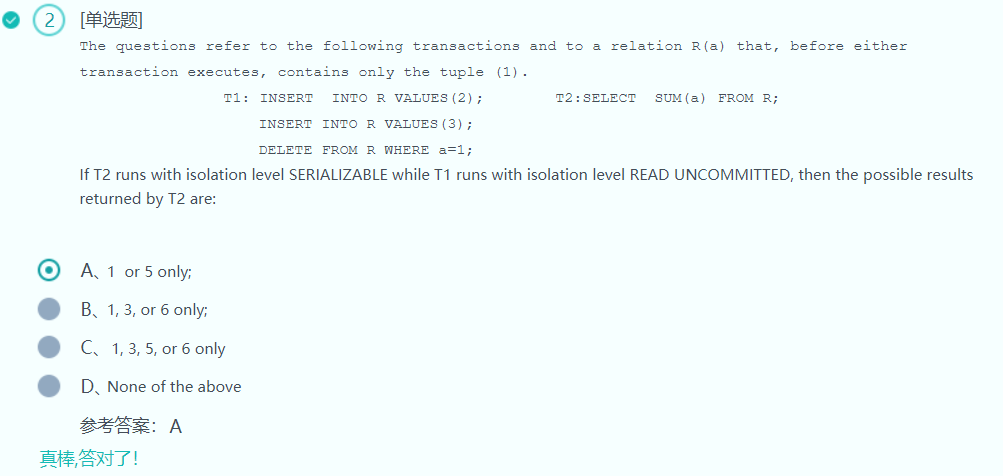 2 [单选题]
The questions refer to the following transactions and to a relation R(a) that, before either
transaction executes, contains only the tuple (1).
T1: INSERT INTO R VALUES(2); T2:SELECT SUM(a) FROM R;
INSERT INTO R VALUES(3);
DELETE FROM R WHERE a=1;
If T2 runs with isolation level SERIALIZABLE while T1 runs with isolation level READ UNCOMMITTED, then the possible results
returned by T2 are:
A、1 or 5 only;
B、1, 3, or 6 only;
C、1, 3, 5, or 6 only
D、None of the above
参考答案： A
真棒,答对了!